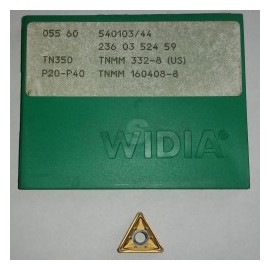 055 60 540103/44
236 03 524 59
TN350 TNMM 332-8 (US)
P20-P40 TNMM 160408-8
WIDIA